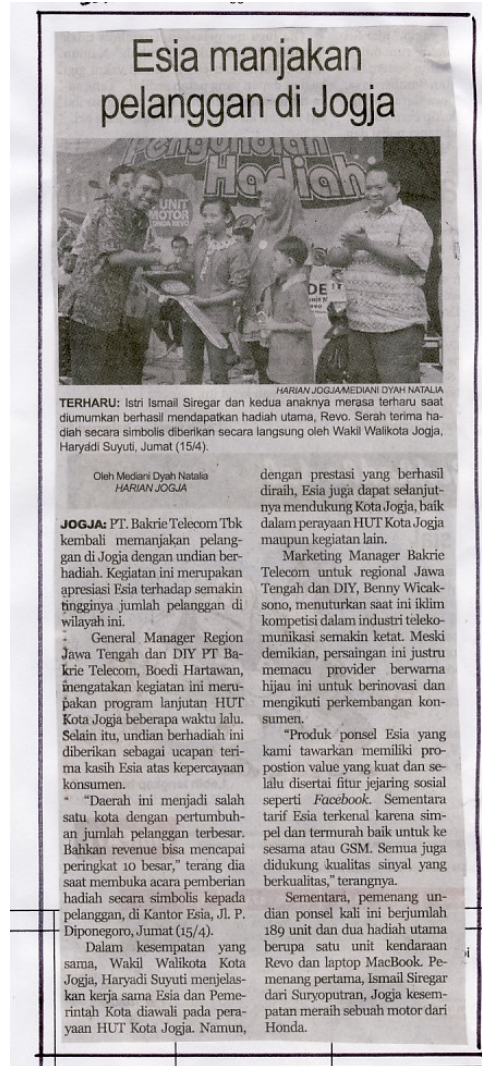 Esia manjakan
pelanggan di Jogja
Pengundian
Hadiah
UNIT
MOTOR
HONDA REVO
HARIAN JOGJA/MEDIANI DYAH NATALIA
TERHARU: Istri Ismail Siregar dan kedua anaknya merasa terharu saat
diumumkan berhasil mendapatkan hadiah utama, Revo. Serah terima ha-
diah secara simbolis diberikan secara langsung oleh Wakil Walikota Jogja,
Haryadi Suyuti, Jumat (15/4).
Oleh Mediani Dyah Natalia
HARIAN JOGJA
JOGJA: PT. Bakrie Telecom Tbk
kembali memanjakan pelang-
gan di Jogja dengan undian ber-
hadiah. Kegiatan ini merupakan
apresiasi Esia terhadap semakin
tingginya jumlah pelanggan di
wilayah ini.
General Manager Region
Jawa Tengah dan DIY PT Ba-
krie Telecom, Boedi Hartawan,
mengatakan kegiatan ini meru-
pakan program lanjutan HUT
Kota Jogja beberapa waktu lalu.
Selain itu, undian berhadiah ini
diberikan sebagai ucapan teri-
ma kasih Esia atas kepercayaan
konsumen.
“Daerah ini menjadi salah
satu kota dengan pertumbuh-
an jumlah pelanggan terbesar.
Bahkan revenue bisa mencapai
peringkat 10 besar,” terang dia
saat membuka acara pemberian
hadiah secara simbolis kepada
pelanggan, di Kantor Esia, Jl. P.
Diponegoro, Jumat (15/4).
Dalam kesempatan yang
sama, Wakil Walikota Kota
Jogja, Haryadi Suyuti menjelas-
kan kerja sama Esia dan Peme-
rintah Kota diawali pada pera-
yaan HUT Kota Jogja. Namun,
dengan prestasi yang berhasil
diraih, Esia juga dapat selanjut-
nya mendukung Kota Jogja, baik
dalam perayaan HUT Kota Jogja
maupun kegiatan lain.
Marketing Manager Bakrie
Telecom untuk regional Jawa
Tengah dan DIY, Benny Wicak-
sono, menuturkan saat ini iklim
kompetisi dalam industri teleko-
munikasi semakin ketat. Meski
demikian, persaingan ini justru
memacu provider berwarna
hijau ini untuk berinovasi dan
mengikuti perkembangan kon-
sumen.
“Produk ponsel Esia yang
kami tawarkan memiliki pro-
postion value yang kuat dan se-
lalu disertai fitur jejaring sosial
seperti Facebook. Sementara
tarif Esia terkenal karena sim-
pel dan termurah baik untuk ke
sesama atau GSM. Semua juga
didukung kualitas sinyal yang
berkualitas,” terangnya.
Sementara, pemenang un-
dian ponsel kali ini berjumlah
189 unit dan dua hadiah utama
berupa satu unit kendaraan
Revo dan laptop MacBook. Pe-
menang pertama, Ismail Siregar
dari Suryoputran, Jogja kesem-
patan meraih sebuah motor dari
Honda.